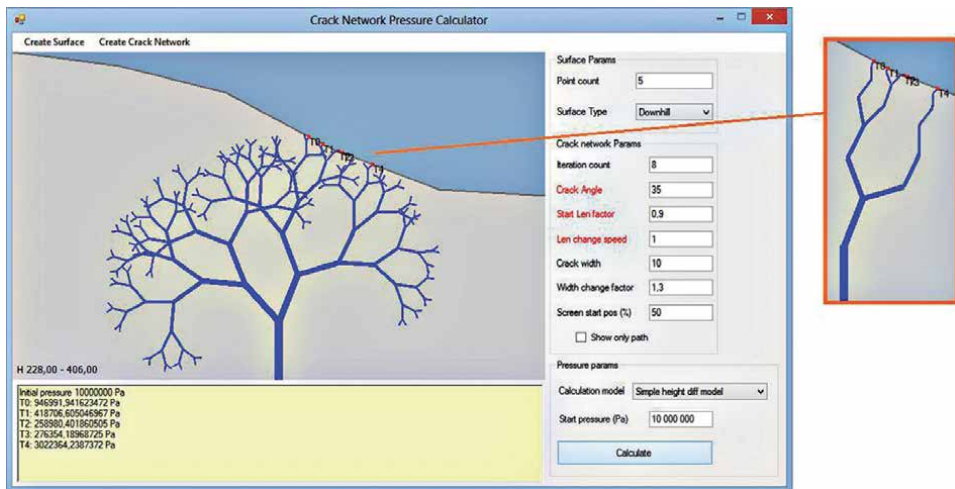 Crack Network Pressure Calculator
Create Surface Create Crack Network
T0
T1
T2
T4
H 228,00 - 406,00
Initial pressure 10000000 Pa
T0: 946991,941623472 Pa
T1: 418706,605046967 Pa
T2: 258980,401860505 Pa
T3: 276354,18968725 Pa
T4: 3022364,2387372 Pa
Surface Params
Point count 5
Surface Type Downhill
Crack network Params
Iteration count 8
Crack Angle 35
Start Len factor 0,9
Len change speed 1
Crack width 10
Width change factor 1,3
Screen start pos (%) 50
Show only path
Pressure params
Calculation model Simple height diff model
Start pressure (Pa) 10 000 000
Calculate
T0
T1
T3
T4